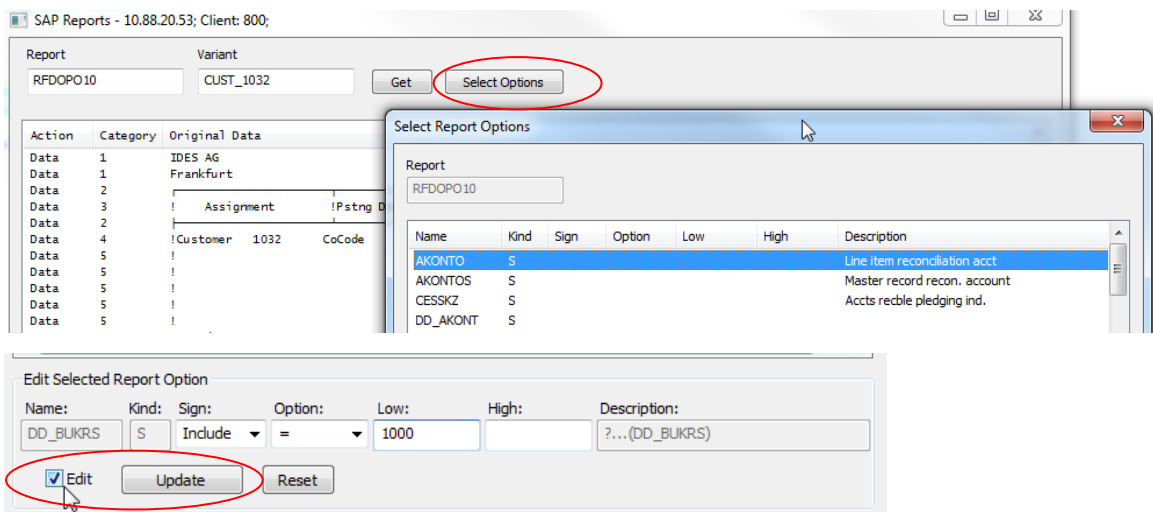 SAP Reports - 10.88.20.53; Client: 800;
Report Variant
RFDOPO10 CUST_1032 Get Select Options
Action Category Original Data
Data 1 IDES AG
Data 1 Frankfurt
Data 2
Data 3 ! Assignment !Pstng D
Data 2
Data 4 !Customer 1032 CoCode
Data 5 !
Data 5 !
Data 5 !
Data 5 !
Data 5 !
Select Report Options
Report
RFDOPO10
Name Kind Sign Option Low High Description
AKONTO S Line item reconciliation acct
AKONTOS S Master record recon. account
CESSKZ S Accts recble pledging ind.
DD_AKONT S
Edit Selected Report Option
Name: Kind: Sign: Option: Low: High: Description:
DD_BUKRS S Include = 1000 ?...(DD_BUKRS)
Edit Update Reset